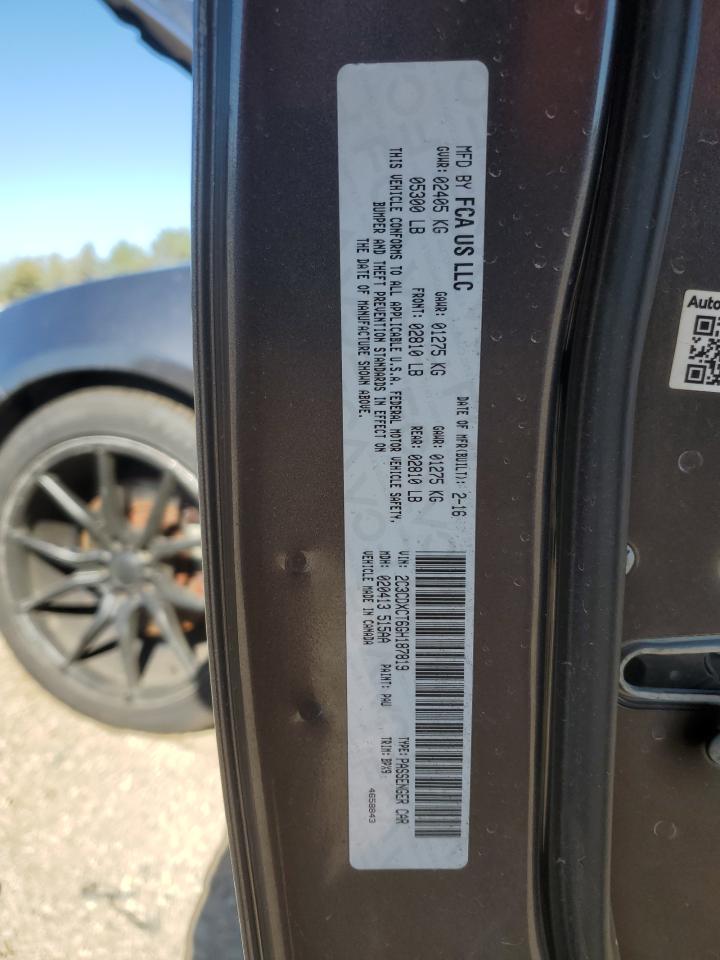 MFD BY FCA US LLC
DATE OF MFR(BUILT): 2-16
GVWR: 02405 KG GAWR: 01275 KG GAWR: 01275 KG
05300 LB FRONT: 02810 LB REAR: 02810 LB
THIS VEHICLE CONFORMS TO ALL APPLICABLE U.S.A. FEDERAL MOTOR VEHICLE SAFETY,
BUMPER AND THEFT PREVENTION STANDARDS IN EFFECT ON
THE DATE OF MANUFACTURE SHOWN ABOVE.
VIN: 2C3CDXCT6GH187819 TYPE: PASSENGER CAR
MDH: 020413 515AA PAINT: PAW TRIM: BPX9
VEHICLE MADE IN CANADA 4658843
Auto